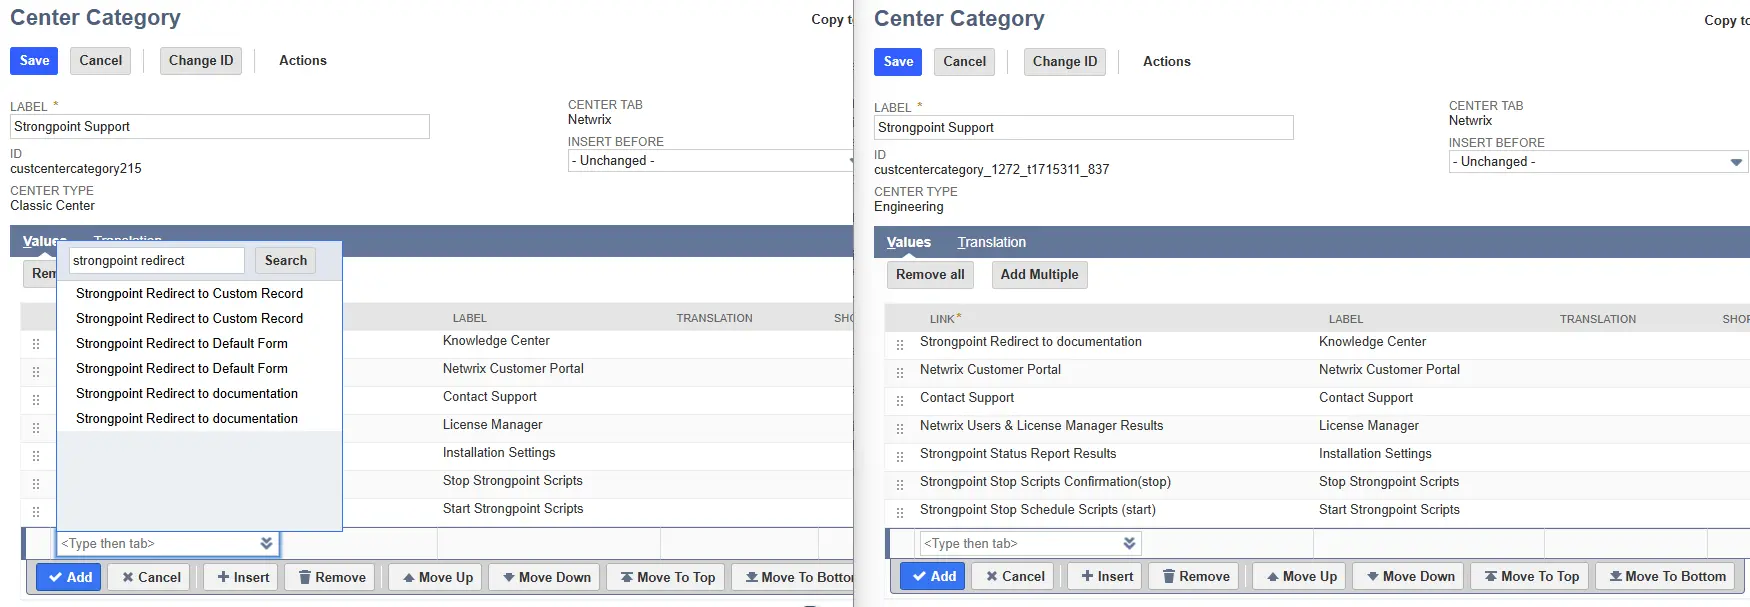 Center Category
Copy t
Save
Cancel
Change ID
Actions
LABEL *
Strongpoint Support
CENTER TAB
Netwrix
INSERT BEFORE
- Unchanged -
ID
custcentercategory215
CENTER TYPE
Classic Center
Values
Translation
strongpoint redirect
Search
Rem
Strongpoint Redirect to Custom Record
Strongpoint Redirect to Custom Record
Strongpoint Redirect to Default Form
Strongpoint Redirect to Default Form
Strongpoint Redirect to documentation
Strongpoint Redirect to documentation
LABEL TRANSLATION SHO
Knowledge Center
Netwrix Customer Portal
Contact Support
License Manager
Installation Settings
Stop Strongpoint Scripts
Start Strongpoint Scripts
<Type then tab>
Add Cancel Insert Remove Move Up Move Down Move To Top Move To Botto
Center Category
Copy to
Save
Cancel
Change ID
Actions
LABEL *
Strongpoint Support
CENTER TAB
Netwrix
INSERT BEFORE
- Unchanged -
ID
custcentercategory_1272_t1715311_837
CENTER TYPE
Engineering
Values
Translation
Remove all
Add Multiple
LINK* LABEL TRANSLATION SHOR
Strongpoint Redirect to documentation Knowledge Center
Netwrix Customer Portal Netwrix Customer Portal
Contact Support Contact Support
Netwrix Users & License Manager Results License Manager
Strongpoint Status Report Results Installation Settings
Strongpoint Stop Scripts Confirmation(stop) Stop Strongpoint Scripts
Strongpoint Stop Schedule Scripts (start) Start Strongpoint Scripts
<Type then tab>
Add Cancel Insert Remove Move Up Move Down Move To Top Move To Bottom